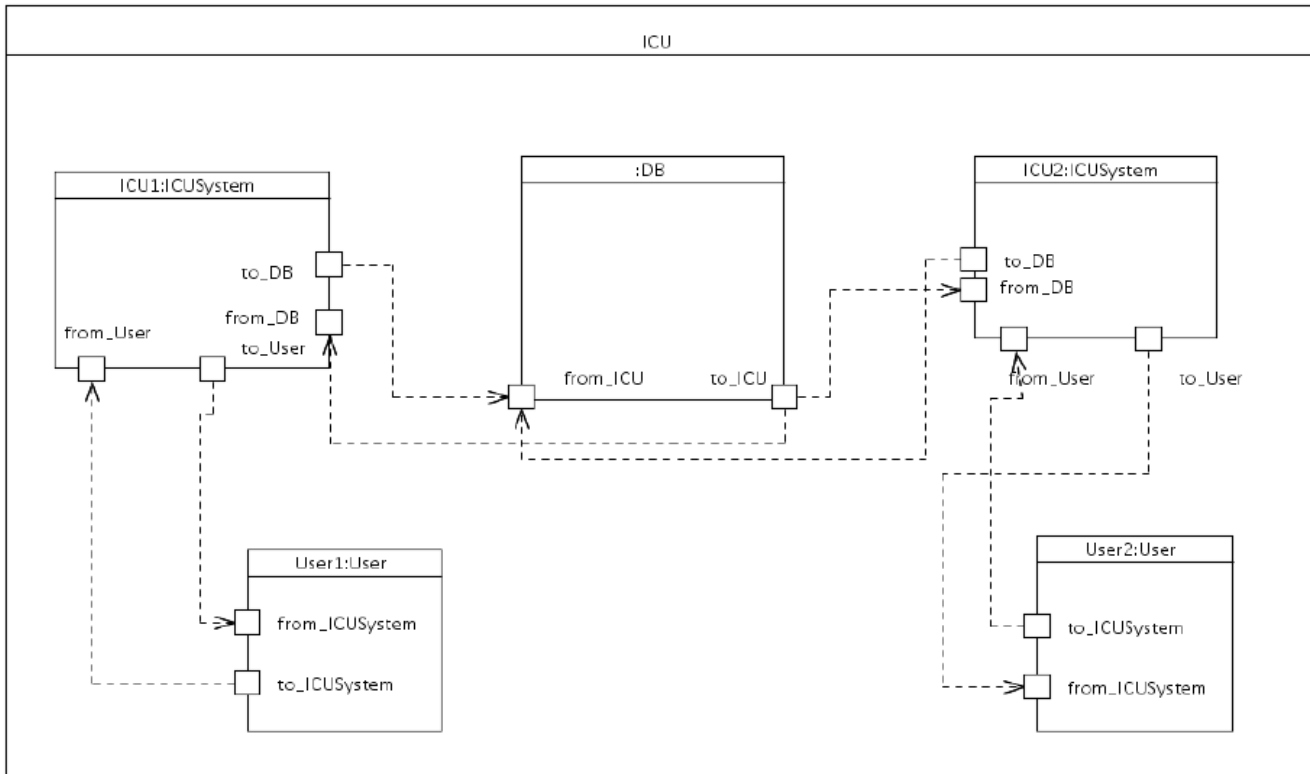 ICU
ICU1:ICUSystem
to_DB
from_DB
from_User
to_User
:DB
from_ICU
to_ICU
ICU2:ICUSystem
to_DB
from_DB
from_User
to_User
User1:User
from_ICUSystem
to_ICUSystem
User2:User
to_ICUSystem
from_ICUSystem